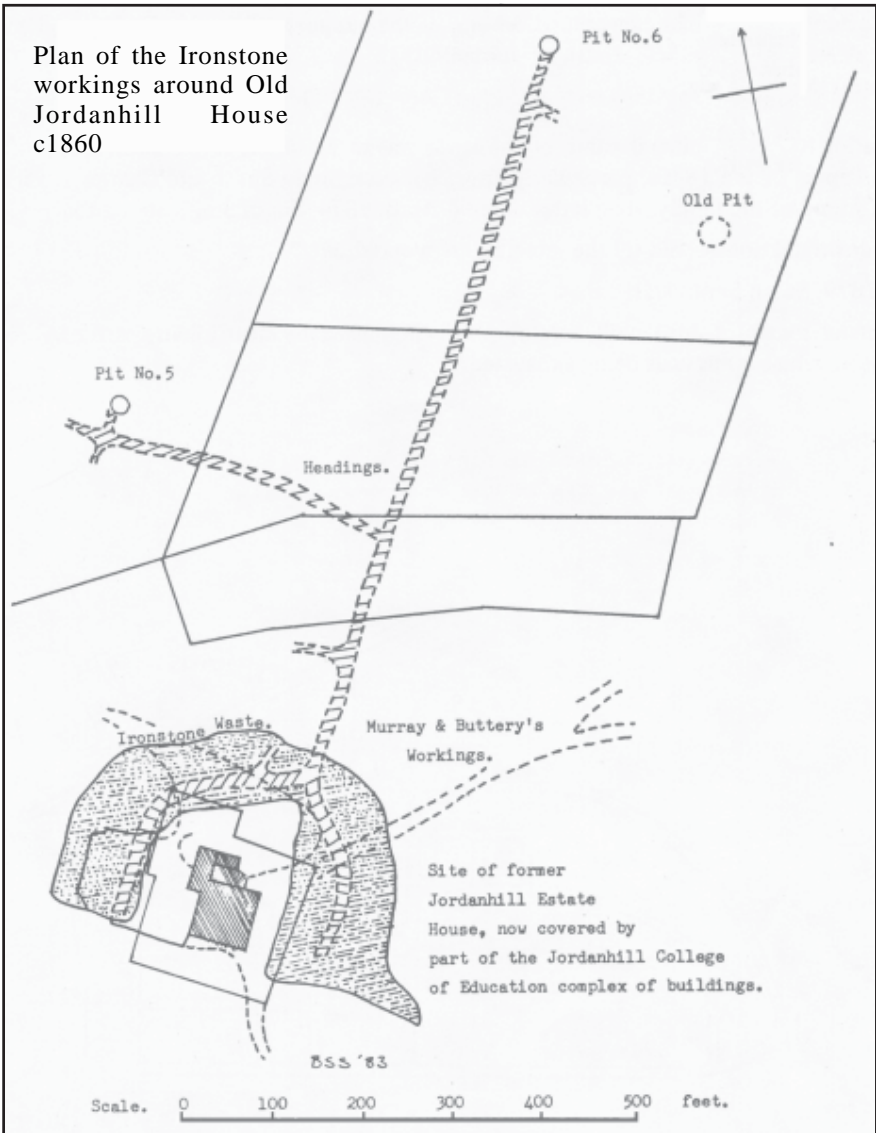 Plan of the Ironstone
workings around Old
Jordanhill House
c1860
Pit No.6
Old Pit
Pit No.5
Headings.
Ironstone Waste.
Murray & Buttery's
Workings.
Site of former
Jordanhill Estate
House, now covered by
part of the Jordanhill College
of Education complex of buildings.
BSS '83
Scale. 0 100 200 300 400 500 feet.